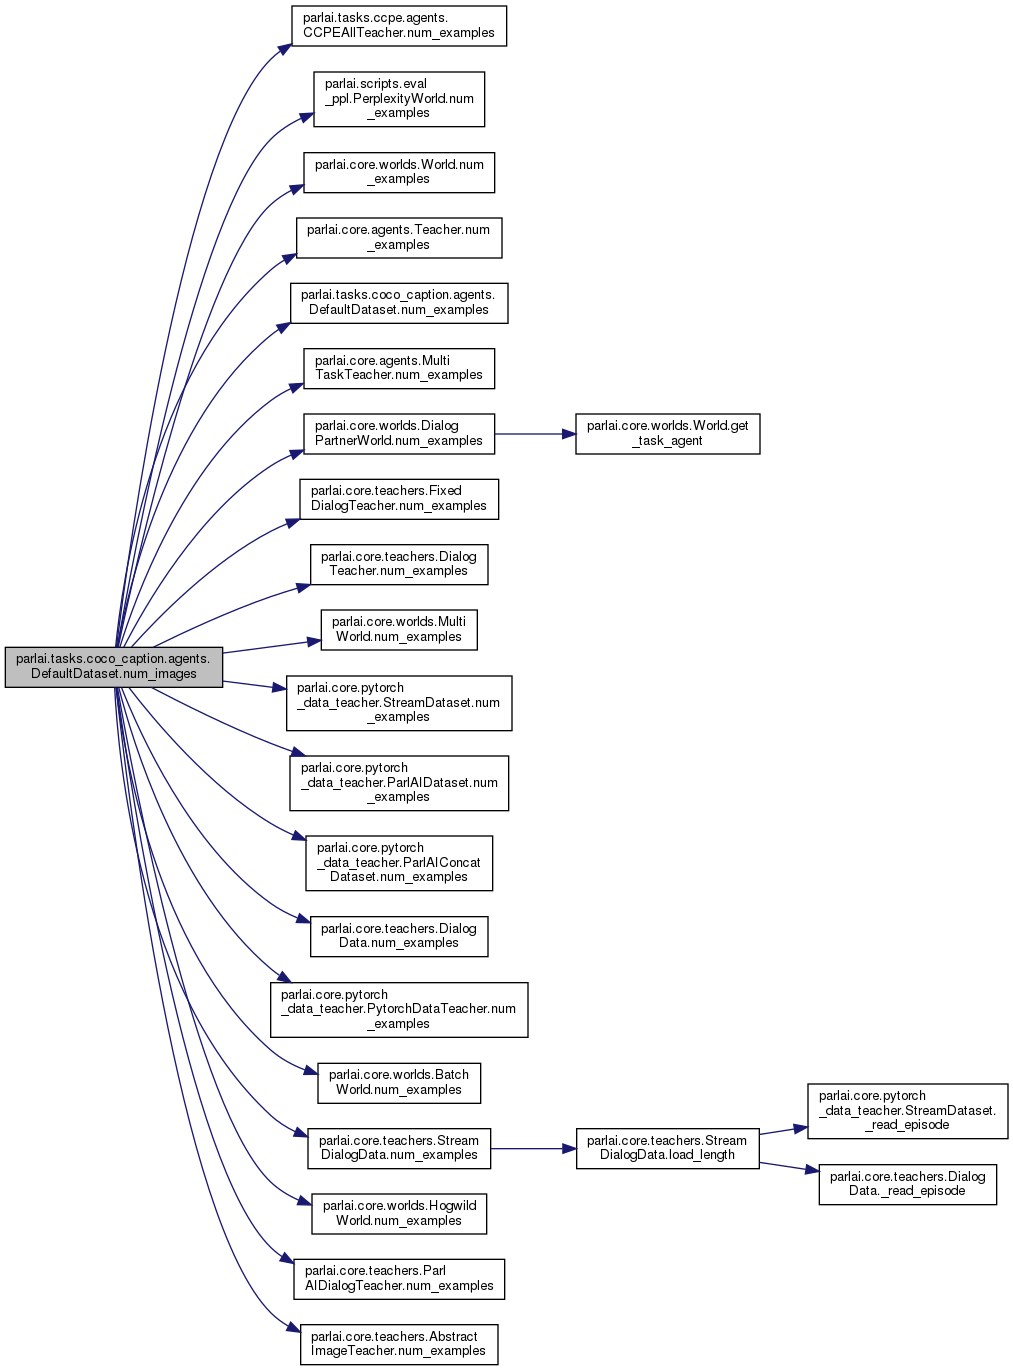 parlai.tasks.ccpe.agents.
CCPEAllTeacher.num_examples
parlai.scripts.eval
_ppl.PerplexityWorld.num
_examples
parlai.core.worlds.World.num
_examples
parlai.core.agents.Teacher.num
_examples
parlai.tasks.coco_caption.agents.
DefaultDataset.num_examples
parlai.core.agents.Multi
TaskTeacher.num_examples
parlai.core.worlds.Dialog
PartnerWorld.num_examples
parlai.core.worlds.World.get
_task_agent
parlai.core.teachers.Fixed
DialogTeacher.num_examples
parlai.core.teachers.Dialog
Teacher.num_examples
parlai.core.worlds.Multi
World.num_examples
parlai.tasks.coco_caption.agents.
DefaultDataset.num_images
parlai.core.pytorch
_data_teacher.StreamDataset.num
_examples
parlai.core.pytorch
_data_teacher.ParlAIDataset.num
_examples
parlai.core.pytorch
_data_teacher.ParlAIConcat
Dataset.num_examples
parlai.core.teachers.Dialog
Data.num_examples
parlai.core.pytorch
_data_teacher.PytorchDataTeacher.num
_examples
parlai.core.worlds.Batch
World.num_examples
parlai.core.teachers.Stream
DialogData.num_examples
parlai.core.teachers.Stream
DialogData.load_length
parlai.core.pytorch
_data_teacher.StreamDataset.
_read_episode
parlai.core.teachers.Dialog
Data._read_episode
parlai.core.worlds.Hogwild
World.num_examples
parlai.core.teachers.Parl
AIDialogTeacher.num_examples
parlai.core.teachers.Abstract
ImageTeacher.num_examples